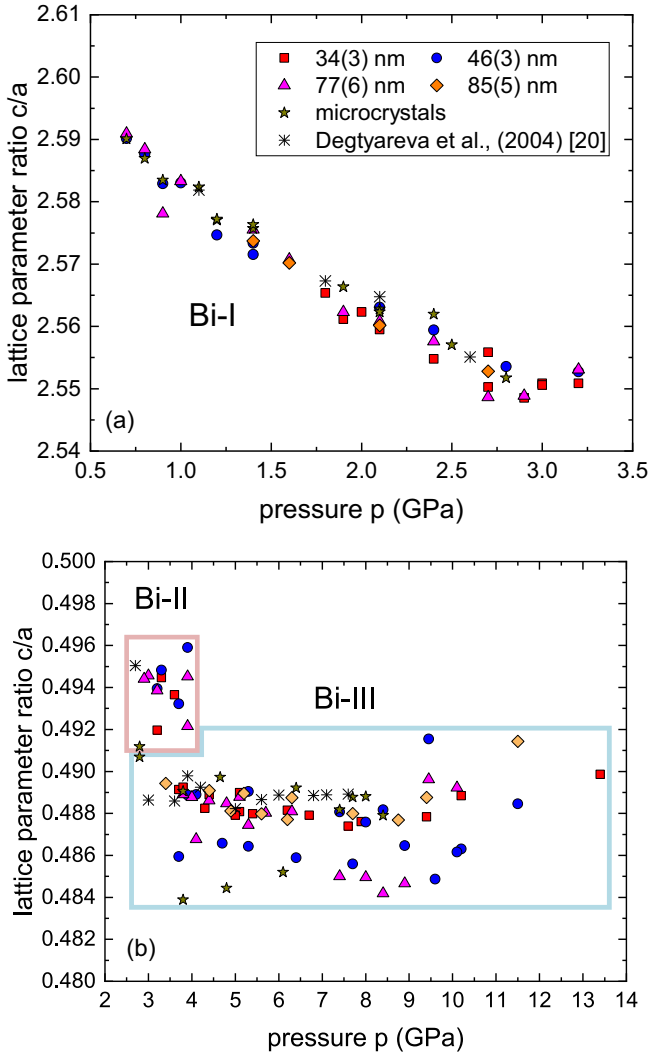 2.61
2.60
2.59
2.58
2.57
2.56
2.55
2.54
lattice parameter ratio c/a
34(3) nm 46(3) nm
77(6) nm 85(5) nm
microcrystals
Degtyareva et al., (2004) [20]
Bi-I
(a)
0.5 1.0 1.5 2.0 2.5 3.0 3.5
pressure p (GPa)
0.500
0.498
0.496
0.494
0.492
0.490
0.488
0.486
0.484
0.482
0.480
lattice parameter ratio c/a
Bi-II
Bi-III
(b)
2 3 4 5 6 7 8 9 10 11 12 13 14
pressure p (GPa)